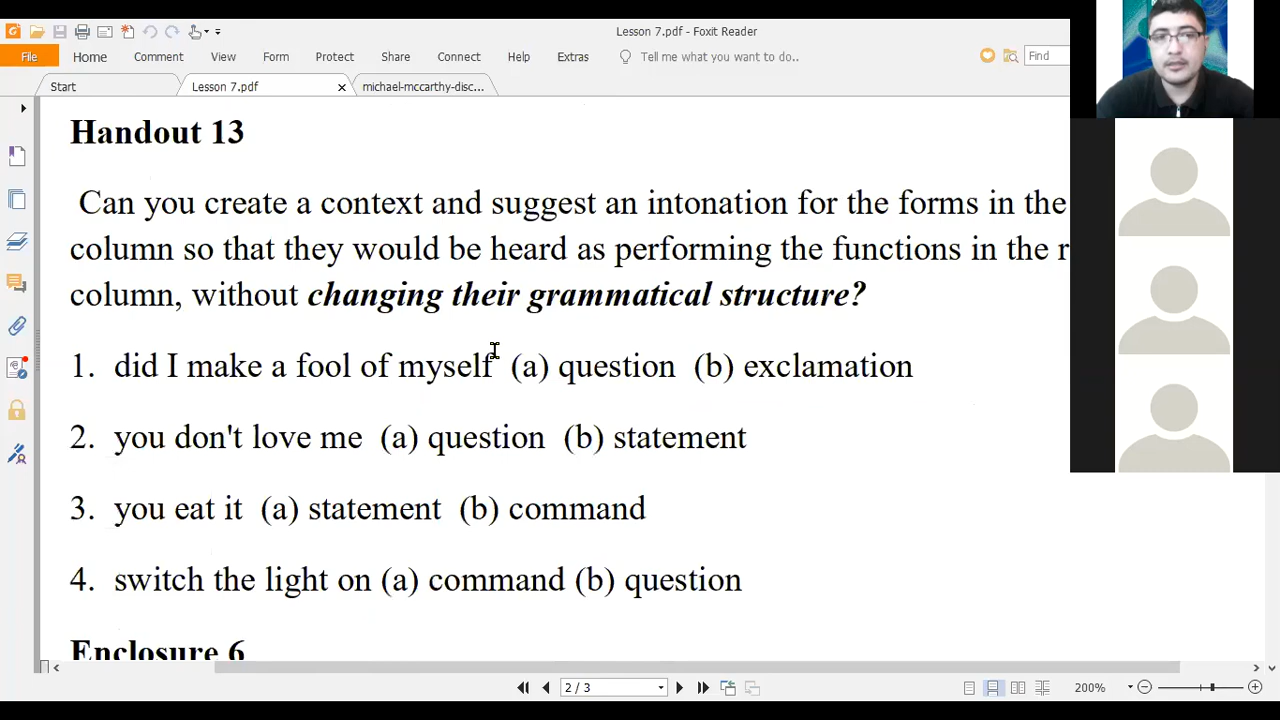 Lesson 7.pdf - Foxit Reader
File Home Comment View Form Protect Share Connect Help Extras Tell me what you want to do.. Find
Start Lesson 7.pdf michael-mccarthy-disc...
Handout 13
Can you create a context and suggest an intonation for the forms in the
column so that they would be heard as performing the functions in the r
column, without changing their grammatical structure?
1. did I make a fool of myself (a) question (b) exclamation
2. you don't love me (a) question (b) statement
3. you eat it (a) statement (b) command
4. switch the light on (a) command (b) question
Enclosure 6
2 / 3
200%